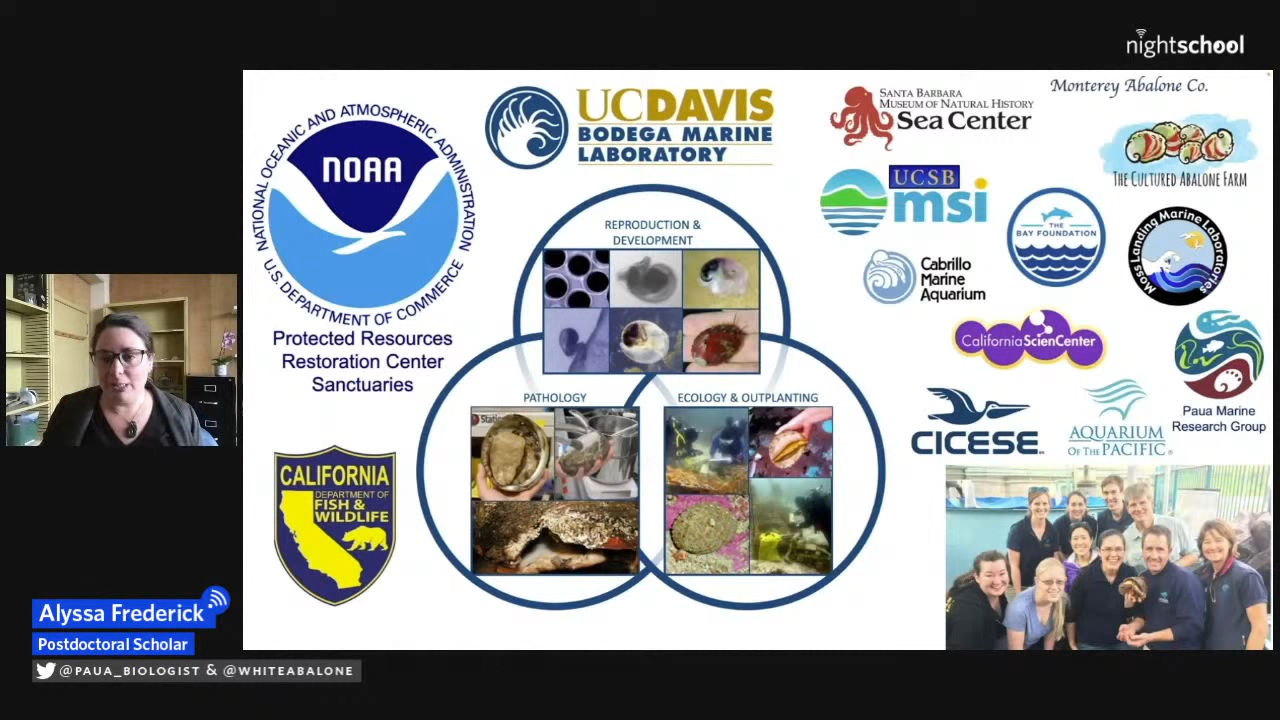 nightschool
NATIONAL OCEANIC AND ATMOSPHERIC ADMINISTRATION
NOAA
U.S. DEPARTMENT OF COMMERCE
Protected Resources
Restoration Center
Sanctuaries
CALIFORNIA
DEPARTMENT OF
FISH &
WILDLIFE
UCDAVIS
BODEGA MARINE
LABORATORY
REPRODUCTION &
DEVELOPMENT
PATHOLOGY
ECOLOGY & OUTPLANTING
SANTA BARBARA
MUSEUM OF NATURAL HISTORY
Sea Center
Monterey Abalone Co.
THE CULTURED ABALONE FARM
UCSB
msi
THE
BAY FOUNDATION
Moss Landing Marine Laboratories
Cabrillo
Marine
Aquarium
California ScienCenter
Paua Marine
Research Group
CICESE
AQUARIUM
OF THE PACIFIC
Alyssa Frederick
Postdoctoral Scholar
@PAUA_BIOLOGIST & @WHITEABALONE